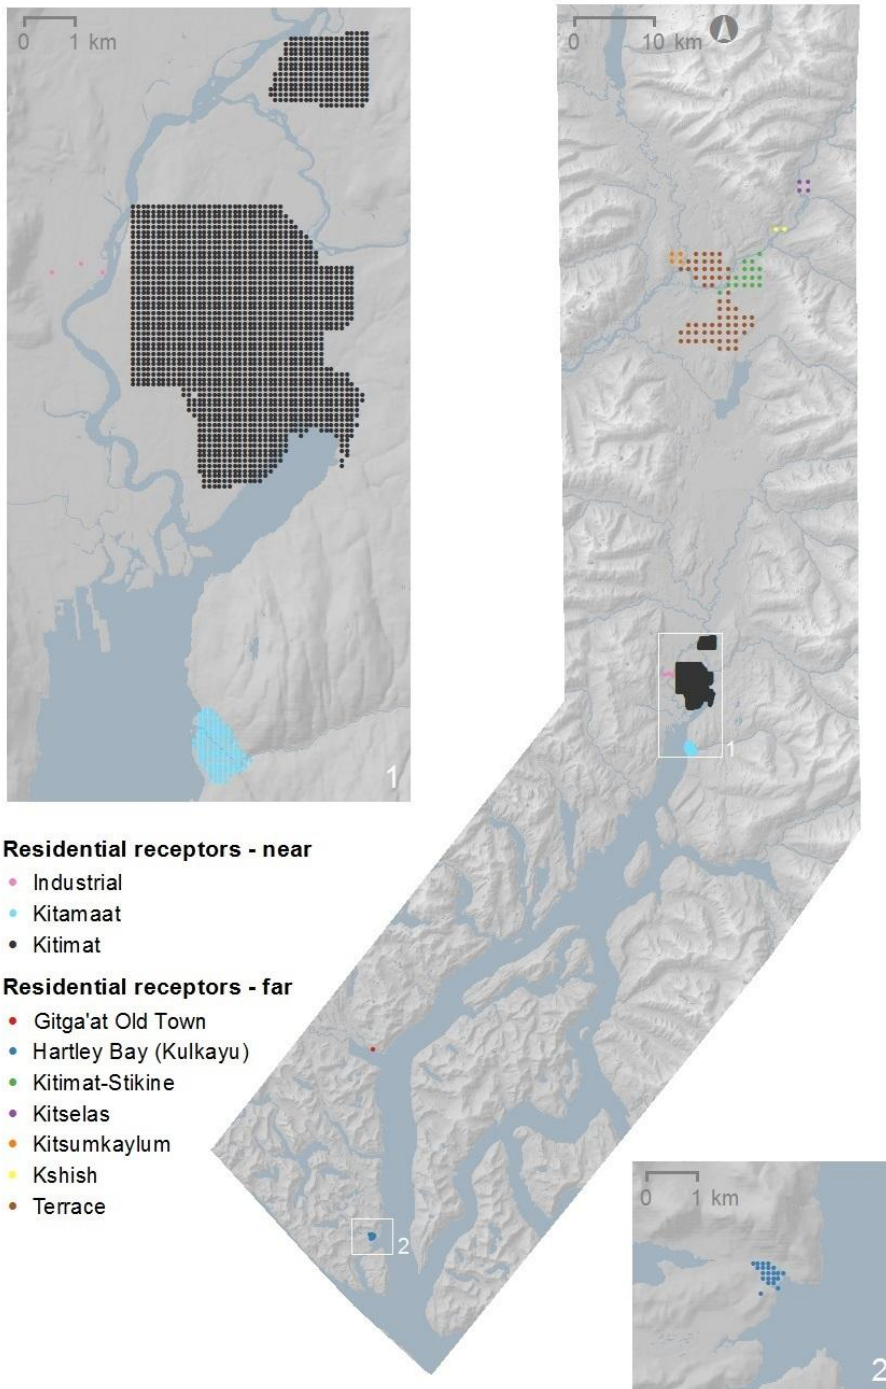 0 1 km
0 10 km
1
1
Residential receptors - near
Industrial
Kitamaat
Kitimat
Residential receptors - far
Gitga'at Old Town
Hartley Bay (Kulkayu)
Kitimat-Stikine
Kitselas
Kitsumkaylum
Kshish
Terrace
2
0 1 km
2